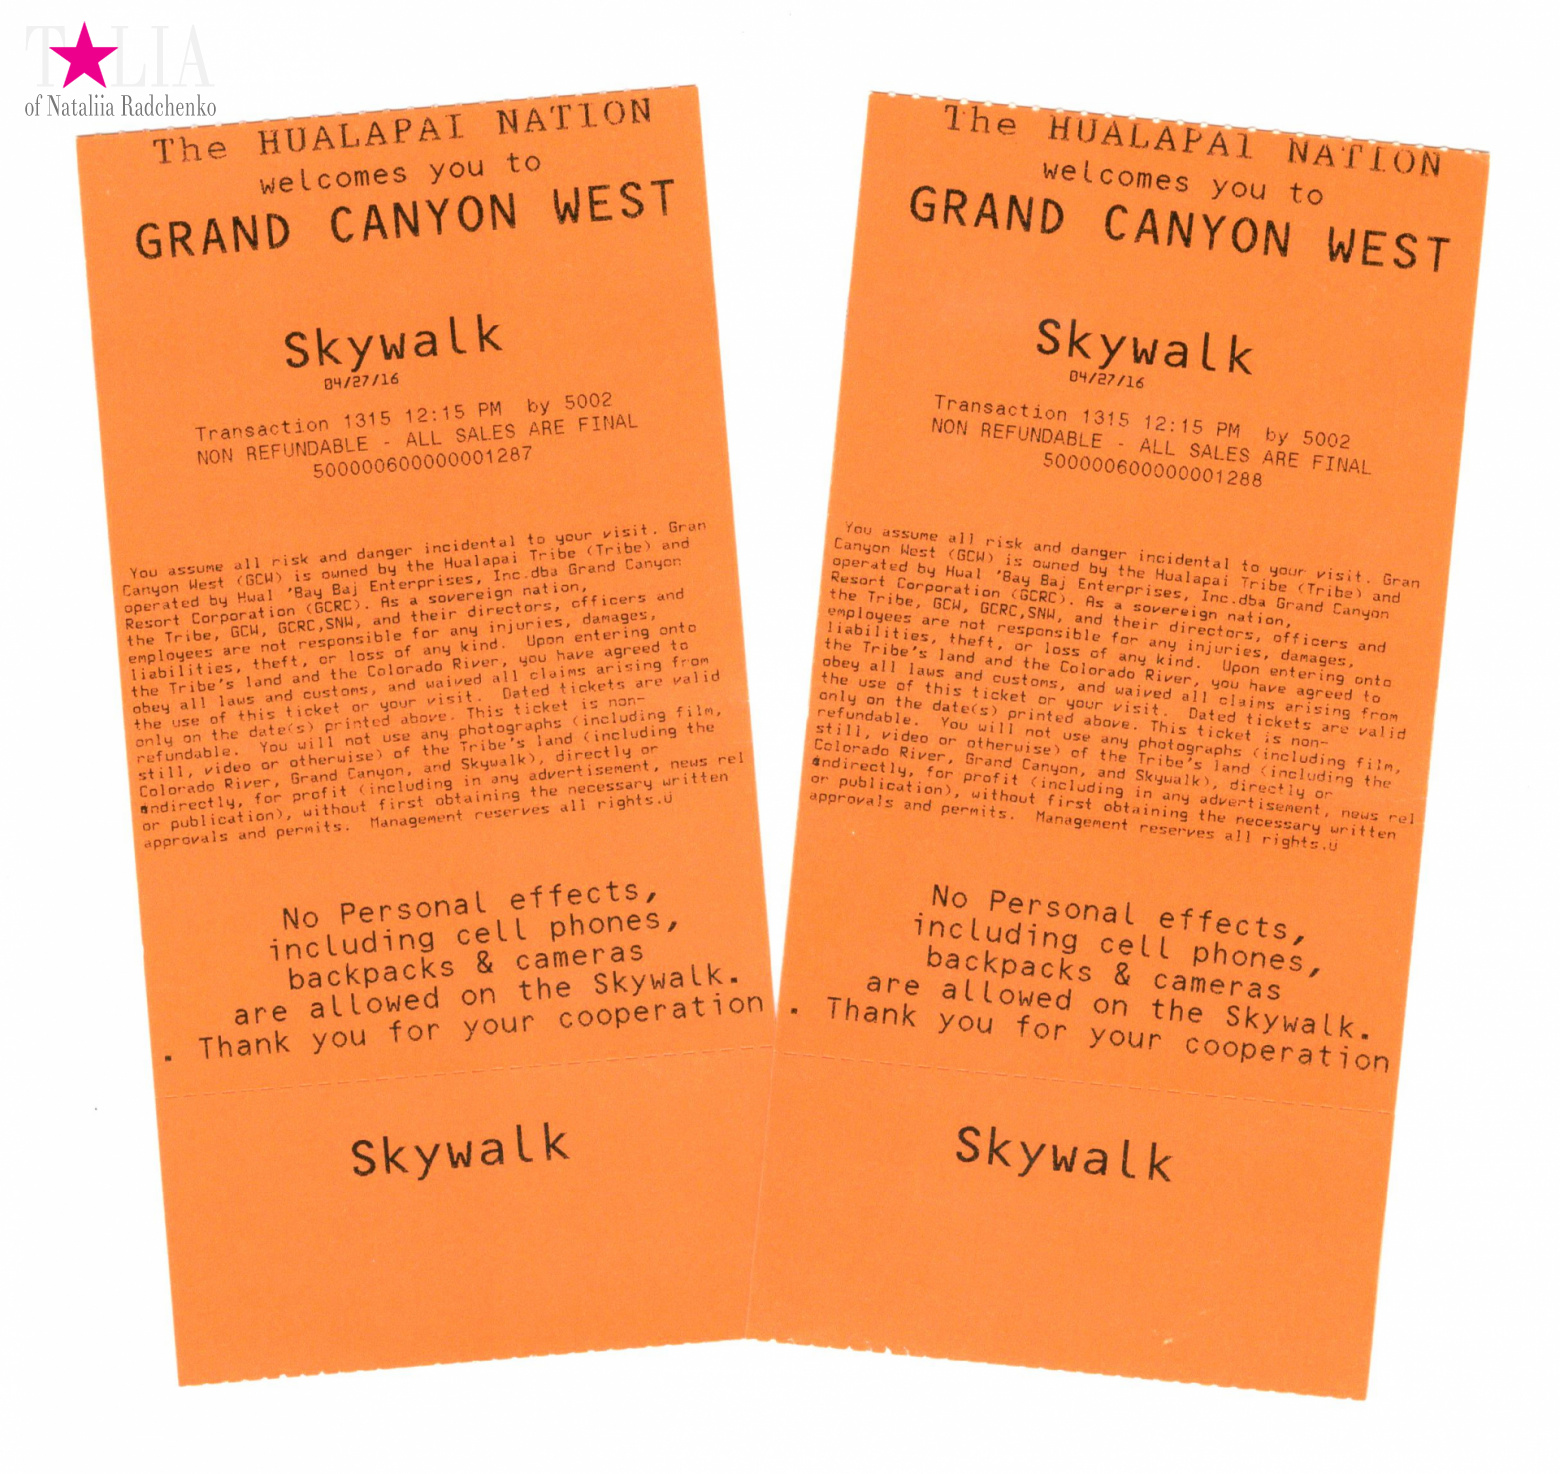 TALIA
of Nataliia Radchenko
The HUALAPAI NATION
welcomes you to
GRAND CANYON WEST
Skywalk
04/27/16
Transaction 1315 12:15 PM by 5002
NON REFUNDABLE - ALL SALES ARE FINAL
500000600000001287
You assume all risk and danger incidental to your visit. Gran
Canyon West (GCW) is owned by the Hualapai Tribe (Tribe) and
operated by Hwal 'Bay Baj Enterprises, Inc.dba Grand Canyon
Resort Corporation (GCRC). As a sovereign nation,
the Tribe, GCW, GCRC,SNW, and their directors, officers and
employees are not responsible for any injuries, damages,
liabilities, theft, or loss of any kind. Upon entering onto
the Tribe's land and the Colorado River, you have agreed to
obey all laws and customs, and waived all claims arising from
the use of this ticket or your visit. Dated tickets are valid
only on the date(s) printed above. This ticket is non-
refundable. You will not use any photographs (including film,
still, video or otherwise) of the Tribe's land (including the
Colorado River, Grand Canyon, and Skywalk), directly or
indirectly, for profit (including in any advertisement, news rel
or publication), without first obtaining the necessary written
approvals and permits. Management reserves all rights.U
No Personal effects,
including cell phones,
backpacks & cameras
are allowed on the Skywalk.
. Thank you for your cooperation
Skywalk
The HUALAPAI NATION
welcomes you to
GRAND CANYON WEST
Skywalk
04/27/16
Transaction 1315 12:15 PM by 5002
NON REFUNDABLE - ALL SALES ARE FINAL
500000600000001288
You assume all risk and danger incidental to your visit. Gran
Canyon West (GCW) is owned by the Hualapai Tribe (Tribe) and
operated by Hwal 'Bay Baj Enterprises, Inc.dba Grand Canyon
Resort Corporation (GCRC). As a sovereign nation,
the Tribe, GCW, GCRC,SNW, and their directors, officers and
employees are not responsible for any injuries, damages,
liabilities, theft, or loss of any kind. Upon entering onto
the Tribe's land and the Colorado River, you have agreed to
obey all laws and customs, and waived all claims arising from
the use of this ticket or your visit. Dated tickets are valid
only on the date(s) printed above. This ticket is non-
refundable. You will not use any photographs (including film,
still, video or otherwise) of the Tribe's land (including the
Colorado River, Grand Canyon, and Skywalk), directly or
indirectly, for profit (including in any advertisement, news rel
or publication), without first obtaining the necessary written
approvals and permits. Management reserves all rights.U
No Personal effects,
including cell phones,
backpacks & cameras
are allowed on the Skywalk.
. Thank you for your cooperation
Skywalk